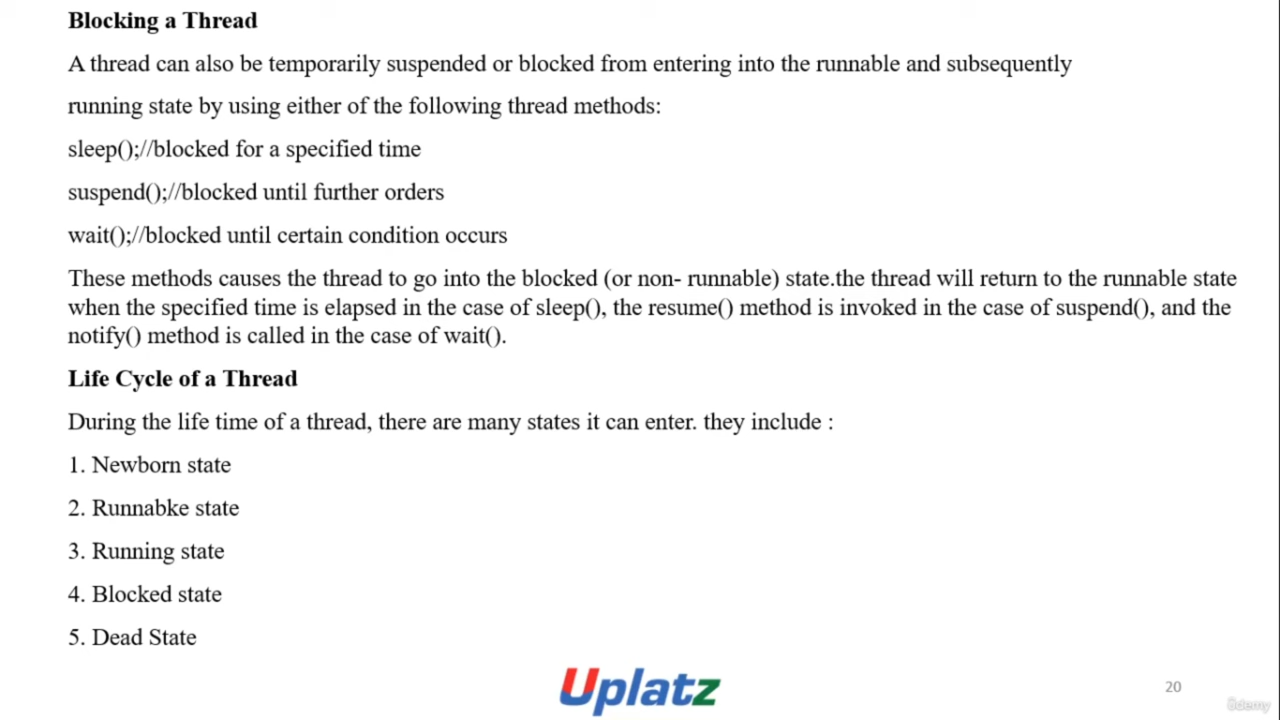 Blocking a Thread
A thread can also be temporarily suspended or blocked from entering into the runnable and subsequently
running state by using either of the following thread methods:
sleep();//blocked for a specified time
suspend();//blocked until further orders
wait();//blocked until certain condition occurs
These methods causes the thread to go into the blocked (or non- runnable) state.the thread will return to the runnable state
when the specified time is elapsed in the case of sleep(), the resume() method is invoked in the case of suspend(), and the
notify() method is called in the case of wait().
Life Cycle of a Thread
During the life time of a thread, there are many states it can enter. they include :
1. Newborn state
2. Runnabke state
3. Running state
4. Blocked state
5. Dead State
Uplatz
20
ûdemy